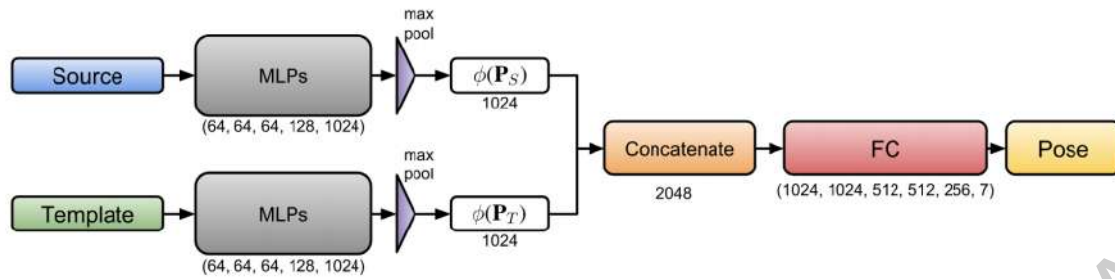 max
pool
Source
MLPs
ϕ(P_S)
(64, 64, 64, 128, 1024)
1024
Concatenate
FC
Pose
2048
(1024, 1024, 512, 512, 256, 7)
max
pool
Template
MLPs
ϕ(P_T)
(64, 64, 64, 128, 1024)
1024